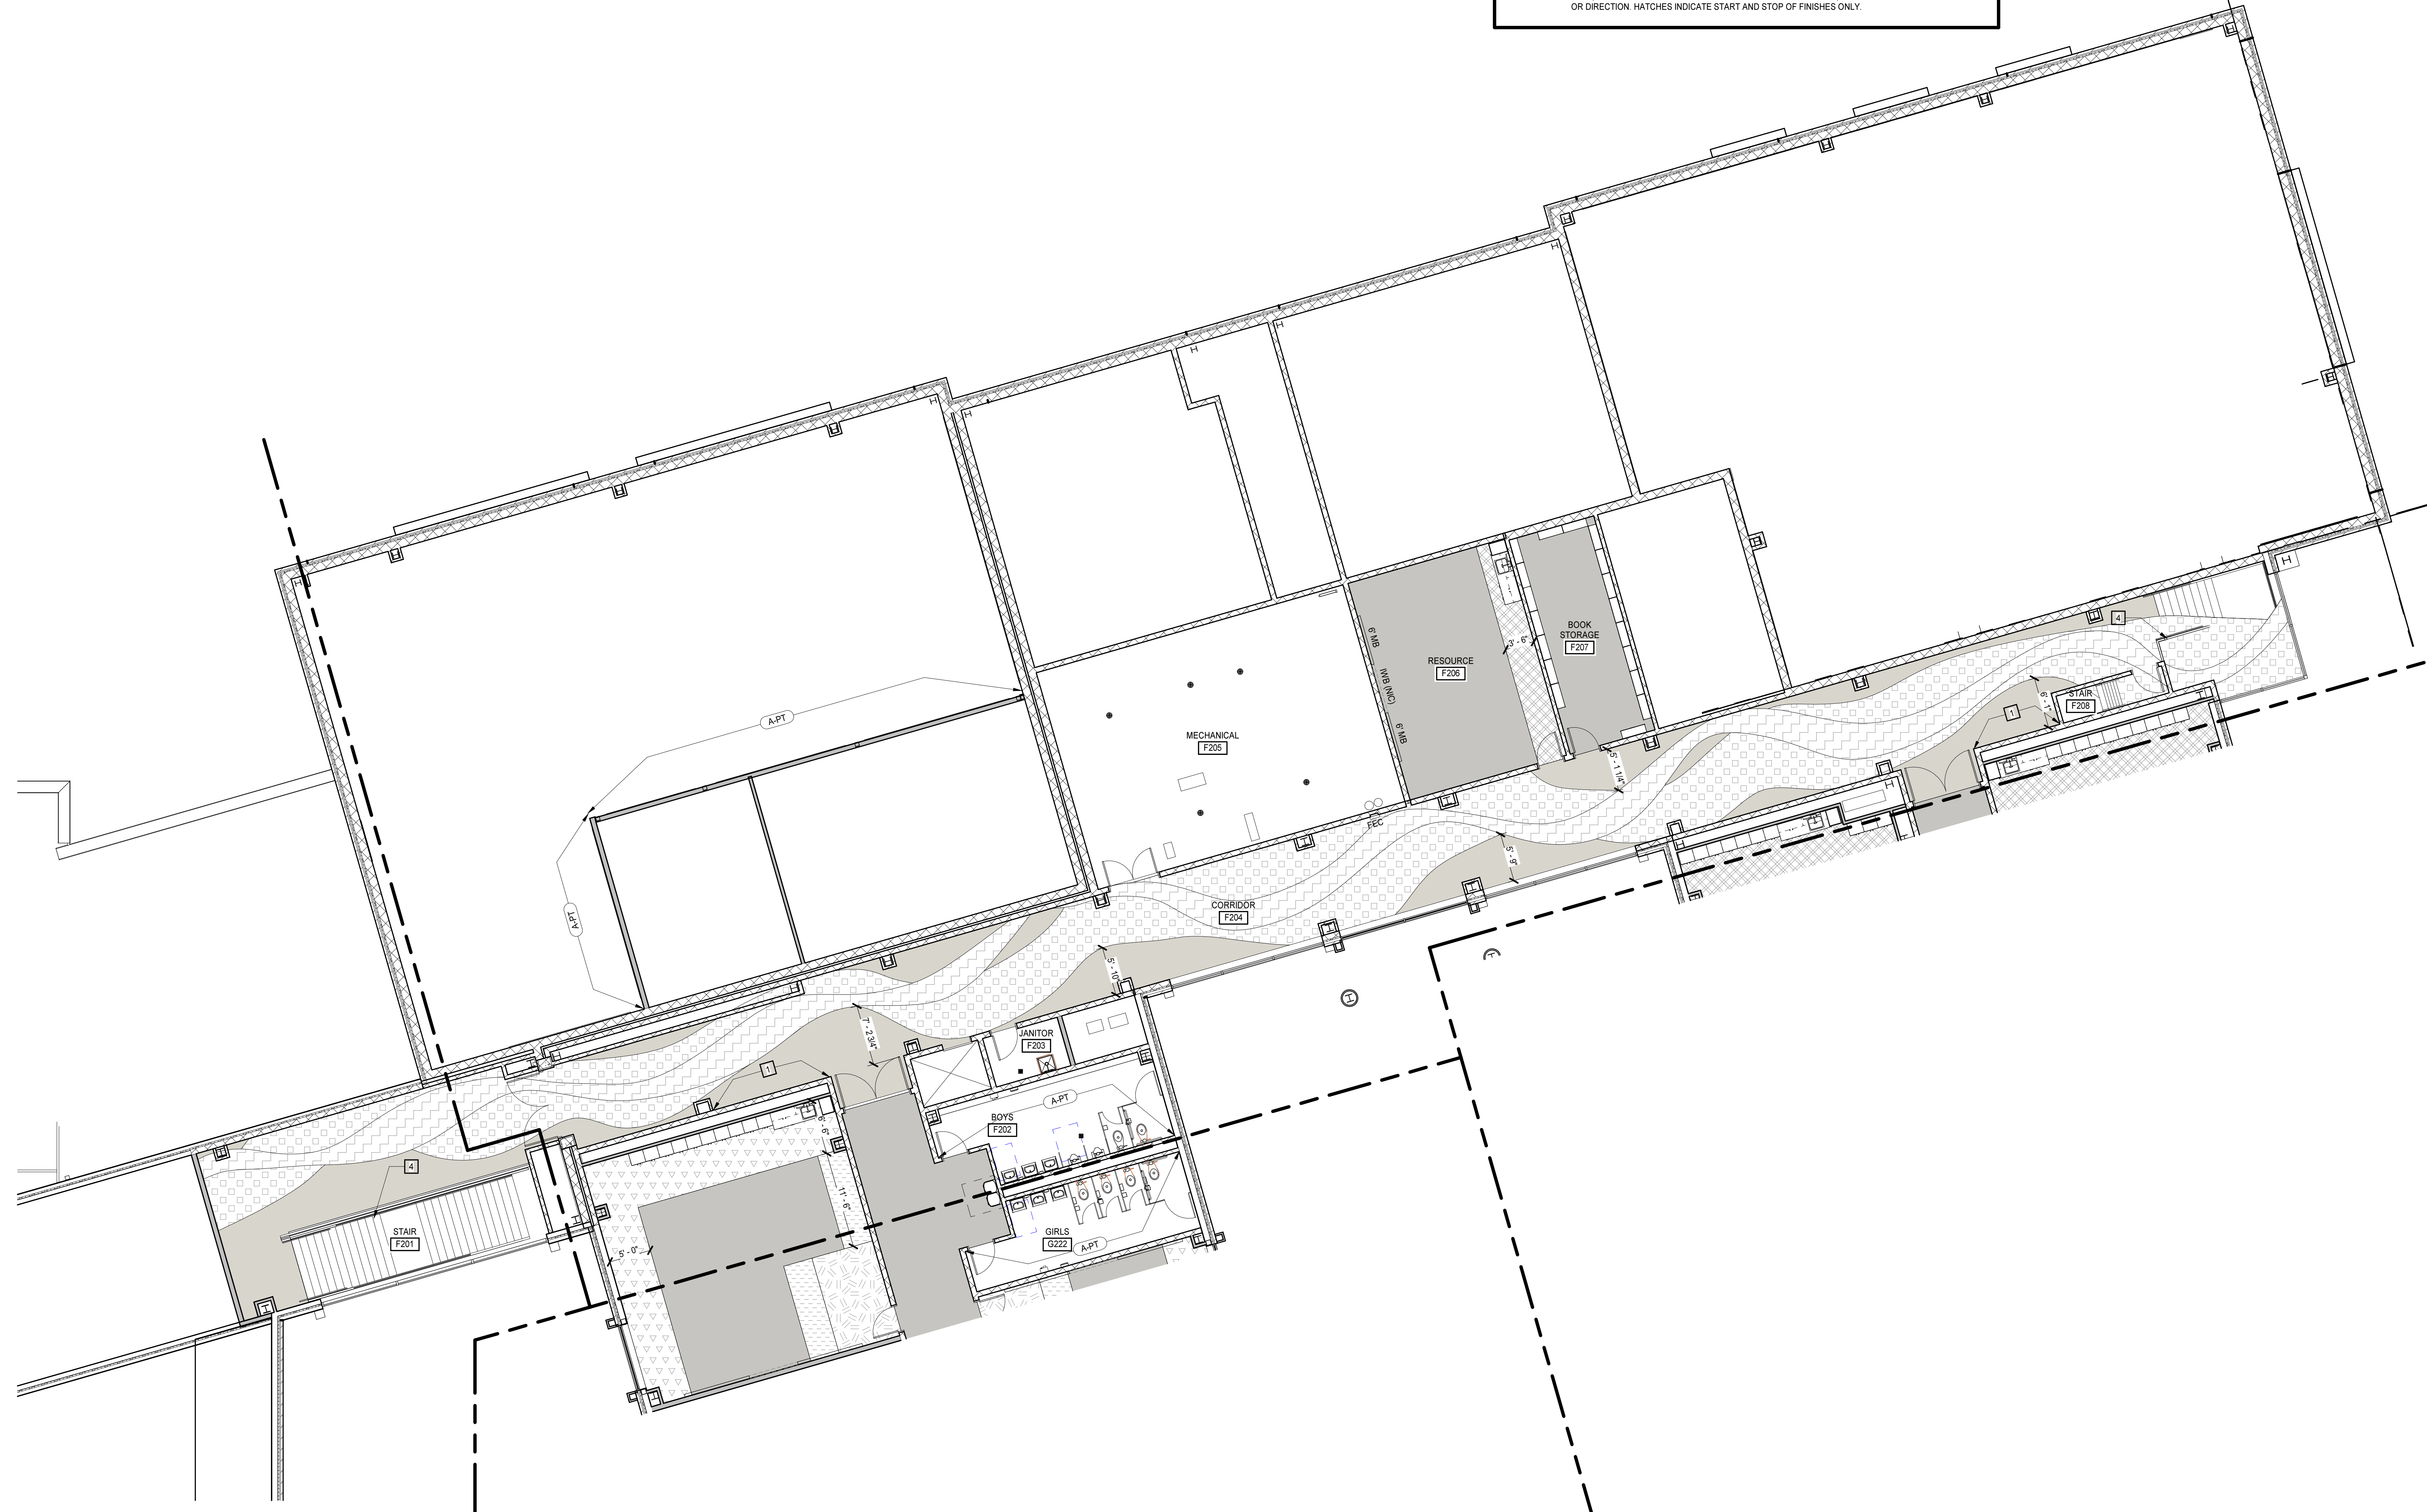 OR DIRECTION. HATCHES INDICATE START AND STOP OF FINISHES ONLY.
A-PT
A-PT
MECHANICAL
F205
6' MB
IWB (NIC)
6' MB
RESOURCE
F206
3' - 6"
BOOK
STORAGE
F207
5' - 1 1/4"
4
STAIR
F208
6' - 1"
1
FEC
5' - 9"
CORRIDOR
F204
5' - 10"
7' - 2 3/4"
1
JANITOR
F203
BOYS
F202
A-PT
GIRLS
G222
A-PT
4
STAIR
F201
5' - 0"
11' - 6"